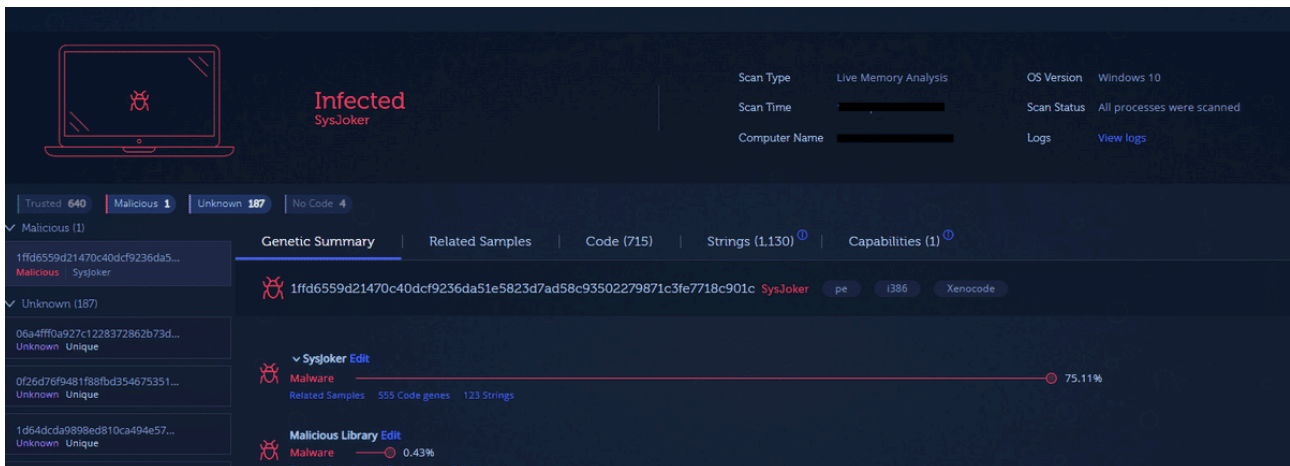 Infected
SysJoker
Scan Type Live Memory Analysis
Scan Time
Computer Name
OS Version Windows 10
Scan Status All processes were scanned
Logs View logs
Trusted 640 Malicious 1 Unknown 187 No Code 4
Malicious (1)
1ffd6559d21470c40dcf9236da5...
Malicious SysJoker
Unknown (187)
06a4fff0a927c1228372862b73d...
Unknown Unique
0f26d76f9481f88fbd354675351...
Unknown Unique
1d64dcda9898ed810ca494e57...
Unknown Unique
Genetic Summary Related Samples Code (715) Strings (1,130) Capabilities (1)
1ffd6559d21470c40dcf9236da51e5823d7ad58c93502279871c3fe7718c901c SysJoker pe i386 Xenocode
SysJoker Edit
Malware 75.11%
Related Samples 555 Code genes 123 Strings
Malicious Library Edit
Malware 0.43%